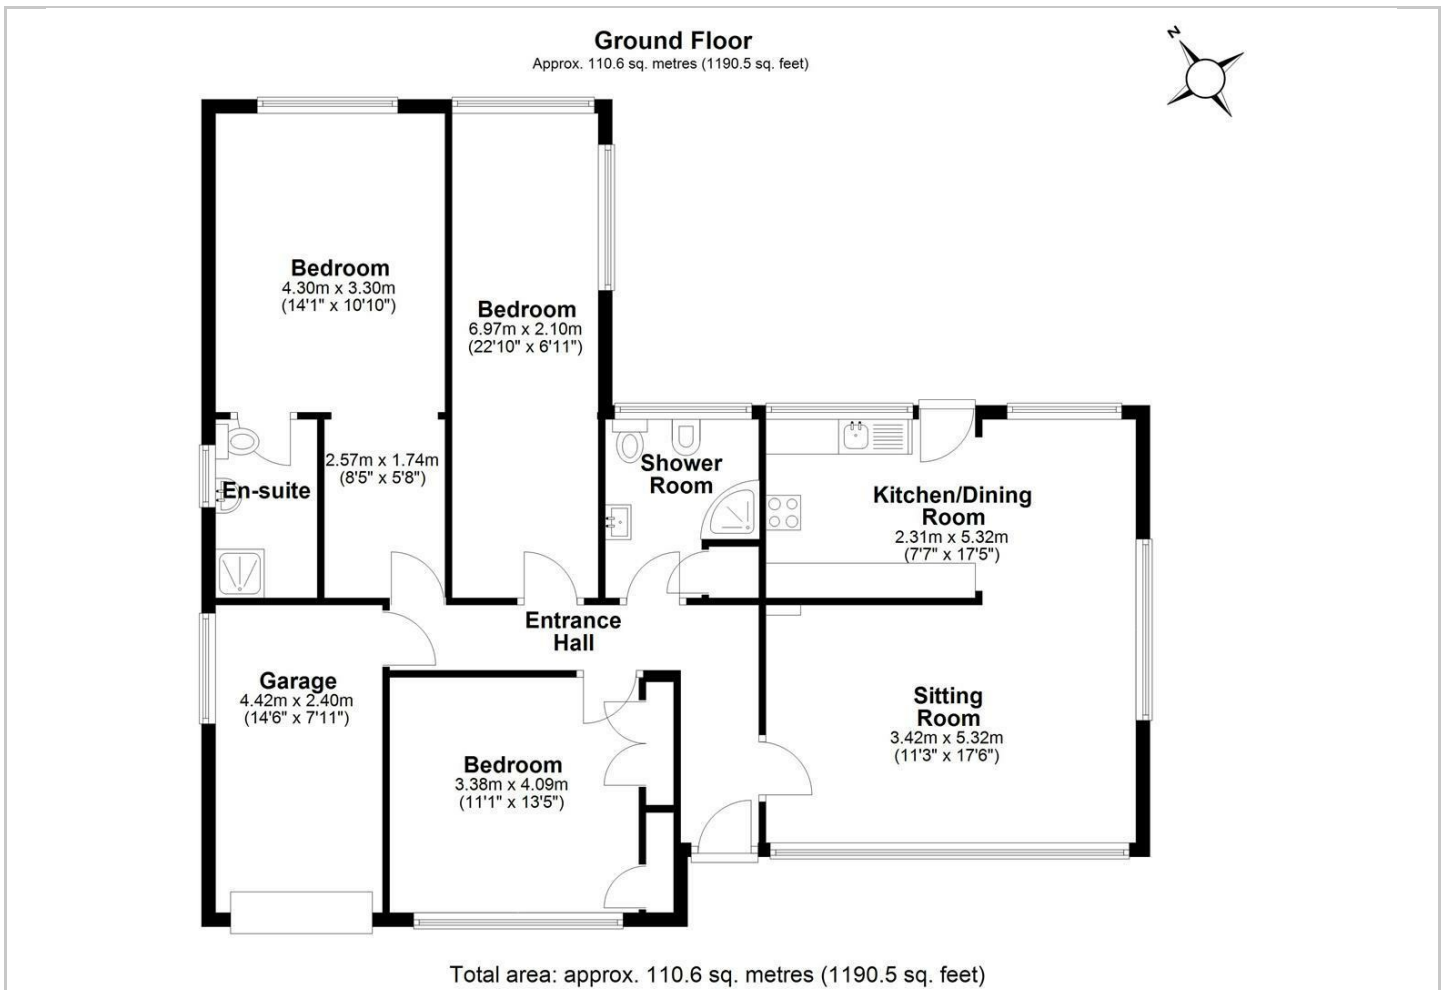 Ground Floor
Approx. 110.6 sq. metres (1190.5 sq. feet)
N
Bedroom
4.30m x 3.30m
(14'1" x 10'10")
Bedroom
6.97m x 2.10m
(22'10" x 6'11")
2.57m x 1.74m
(8'5" x 5'8")
En-suite
Shower
Room
Kitchen/Dining
Room
2.31m x 5.32m
(7'7" x 17'5")
Entrance
Hall
Garage
4.42m x 2.40m
(14'6" x 7'11")
Bedroom
3.38m x 4.09m
(11'1" x 13'5")
Sitting
Room
3.42m x 5.32m
(11'3" x 17'6")
Total area: approx. 110.6 sq. metres (1190.5 sq. feet)